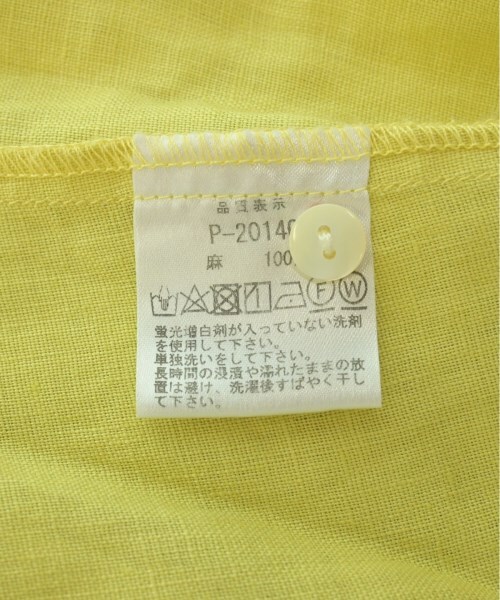 品質表示
P-20140
麻 100
F W
蛍光増白剤が入っていない洗剤
を使用して下さい。
単独洗いをして下さい。
長時間の浸漬や濡れたままの放
置は避け、洗濯後すばやく干し
て下さい。